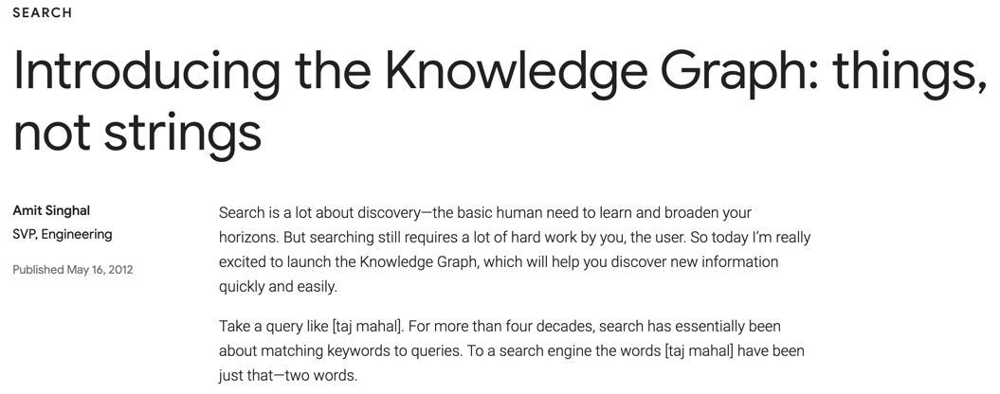 SEARCH
Introducing the Knowledge Graph: things,
not strings
Amit Singhal
SVP, Engineering
Published May 16, 2012
Search is a lot about discovery—the basic human need to learn and broaden your
horizons. But searching still requires a lot of hard work by you, the user. So today I’m really
excited to launch the Knowledge Graph, which will help you discover new information
quickly and easily.
Take a query like [taj mahal]. For more than four decades, search has essentially been
about matching keywords to queries. To a search engine the words [taj mahal] have been
just that—two words.